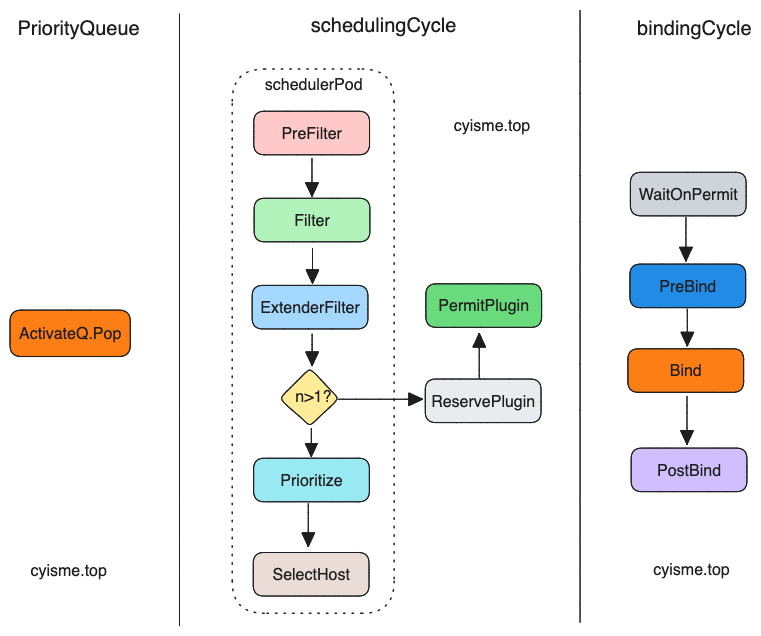 PriorityQueue
schedulingCycle
bindingCycle
schedulerPod
cyisme.top
PreFilter
Filter
ExtenderFilter
n>1?
Prioritize
SelectHost
PermitPlugin
ReservePlugin
ActivateQ.Pop
cyisme.top
WaitOnPermit
PreBind
Bind
PostBind
cyisme.top